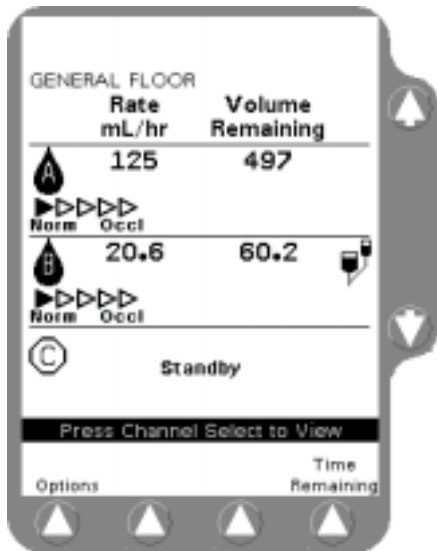 GENERAL FLOOR
Rate Volume
mL/hr Remaining
A 125 497
Norm Occl
B 20.6 60.2
Norm Occl
C Standby
Press Channel Select to View
Time
Options Remaining